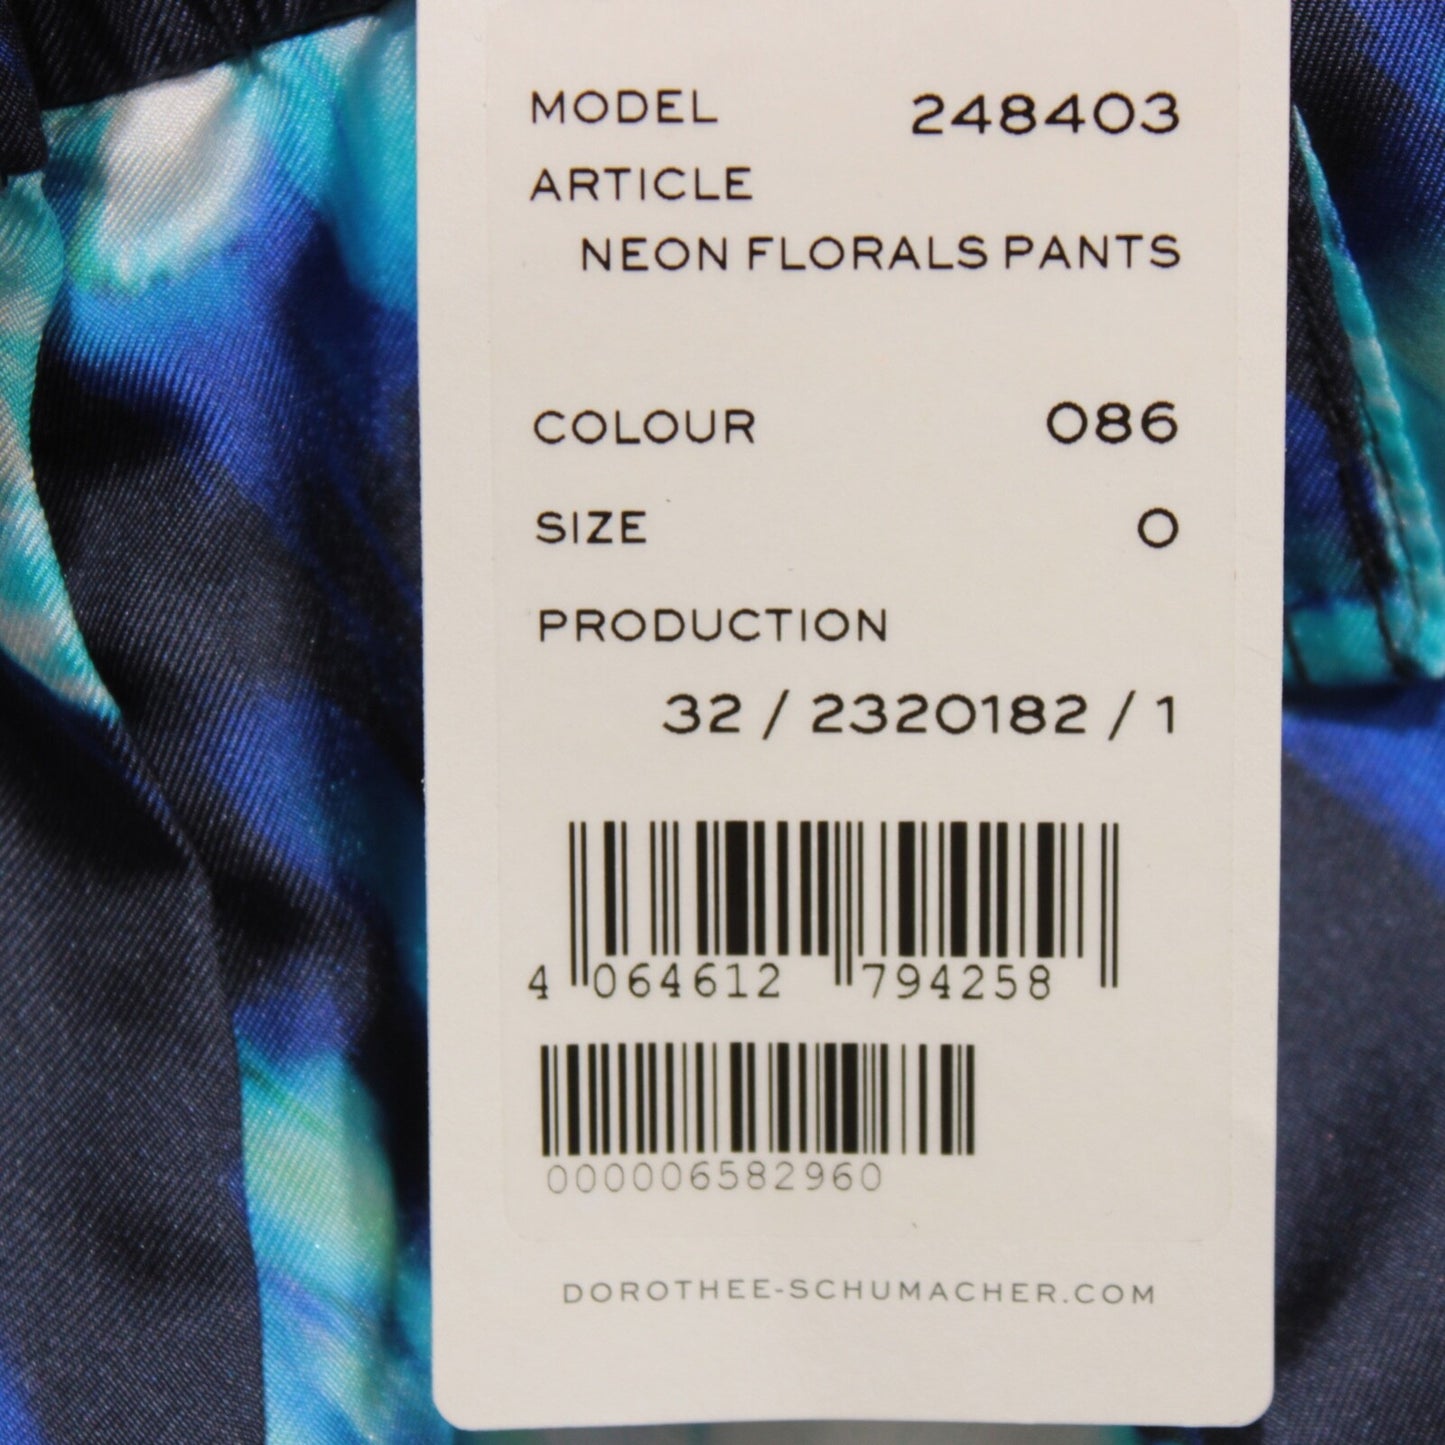 MODEL 248403
ARTICLE
NEON FLORALS PANTS
COLOUR 086
SIZE 0
PRODUCTION
32 / 2320182 / 1
4 064612 794258
000006582960
DOROTHEE-SCHUMACHER.COM